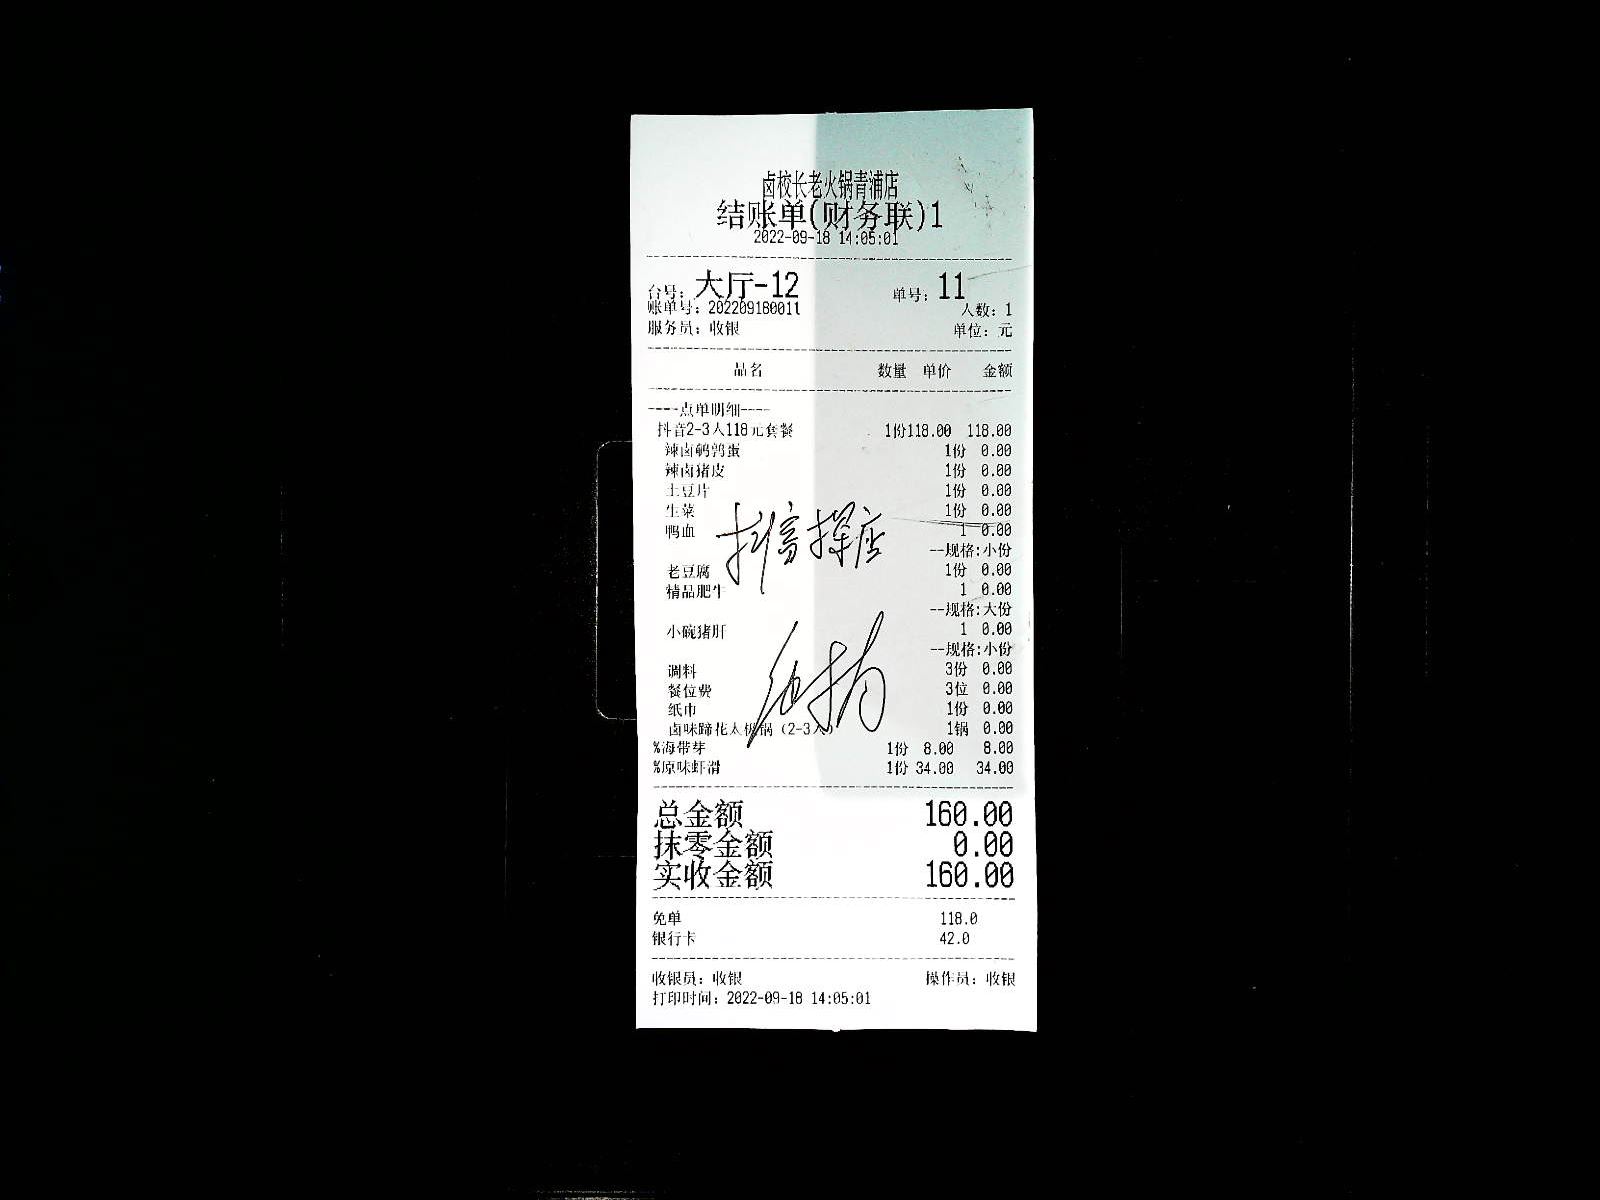 卤校长老火锅青浦店
结账单(财务联)1
2022-09-18 14:05:01
台号: 大厅-12 单号: 11
账单号: 202209180011 人数: 1
服务员: 收银 单位: 元
品名 数量 单价 金额
----点单明细----
抖音2-3人118元套餐 1份118.00 118.00
辣卤鹌鹑蛋 1份 0.00
辣卤猪皮 1份 0.00
土豆片 1份 0.00
生菜 1份 0.00
鸭血 1 0.00
抖音探店
--规格:小份
老豆腐 1份 0.00
精品肥牛 1 0.00
--规格:大份
小碗猪肝 1 0.00
--规格:小份
调料 3份 0.00
餐位费 3位 0.00
纸巾 1份 0.00
卤味蹄花太极锅(2-3人) 1锅 0.00
%海带芽 1份 8.00 8.00
%原味虾滑 1份 34.00 34.00
总金额 160.00
抹零金额 0.00
实收金额 160.00
免单 118.0
银行卡 42.0
收银员: 收银 操作员: 收银
打印时间: 2022-09-18 14:05:01